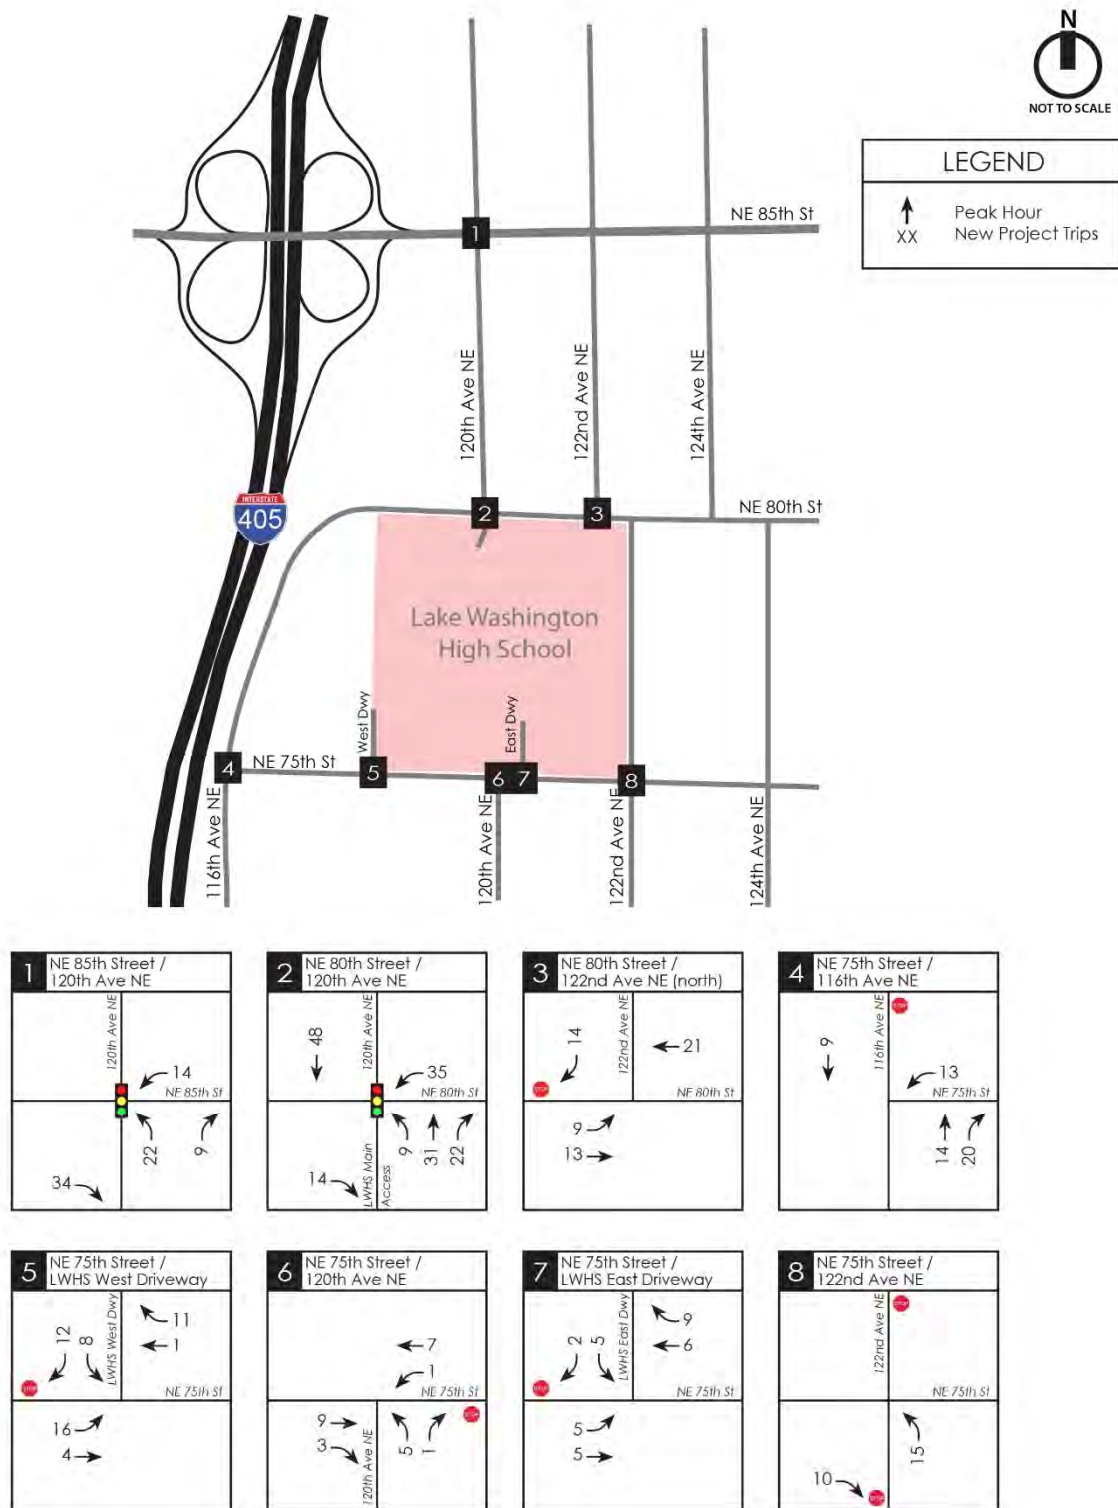 N
NOT TO SCALE
LEGEND
Peak Hour
XX New Project Trips
NE 85th St
1
120th Ave NE
122nd Ave NE
124th Ave NE
INTERSTATE
405
2
3
NE 80th St
Lake Washington
High School
West Dwy
East Dwy
4
NE 75th St
5
6
7
8
116th Ave NE
120th Ave NE
122nd Ave NE
124th Ave NE
1 NE 85th Street /
120th Ave NE
120th Ave NE
14
NE 85th St
22
9
34
2 NE 80th Street /
120th Ave NE
48
120th Ave NE
35
NE 80th St
9
31
22
14
LWHS Main
Access
3 NE 80th Street /
122nd Ave NE (north)
14
122nd Ave NE
21
STOP
NE 80th St
9
13
4 NE 75th Street /
116th Ave NE
STOP
9
116th Ave NE
13
NE 75th St
14
20
5 NE 75th Street /
LWHS West Driveway
12
8
LWHS West Dwy
11
1
STOP
NE 75th St
16
4
6 NE 75th Street /
120th Ave NE
7
1
NE 75th St
9
3
120th Ave NE
5
1
STOP
7 NE 75th Street /
LWHS East Driveway
2
5
LWHS East Dwy
9
6
STOP
NE 75th St
5
5
8 NE 75th Street /
122nd Ave NE
122nd Ave NE
STOP
NE 75th St
15
10
STOP